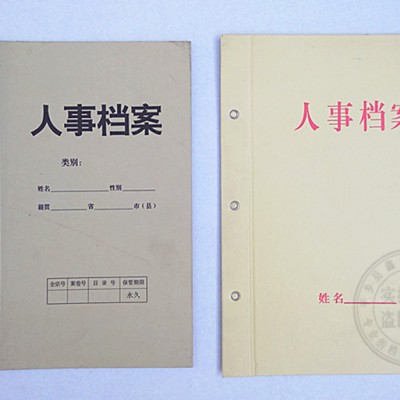 人事档案
类别:
姓名 性别
籍贯 省 市(县)
全宗号 案卷号 目录号 保管期限
永久
人事档案
姓名